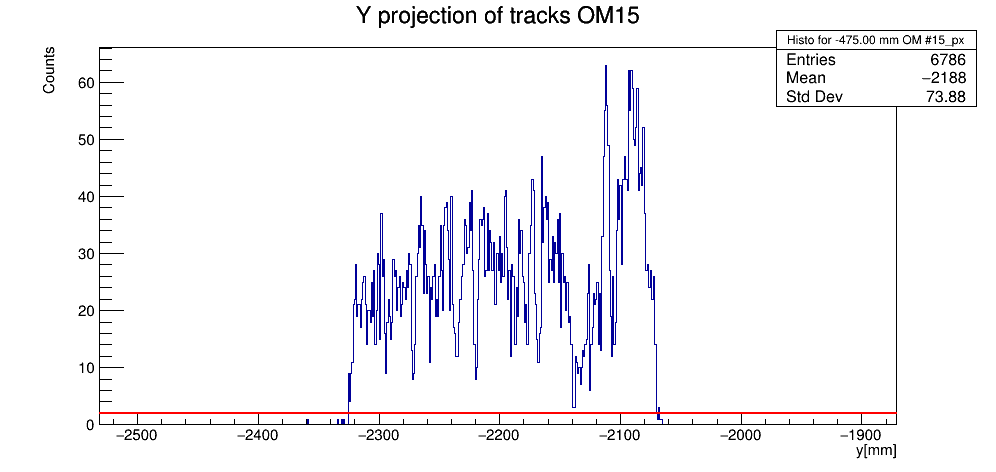 Y projection of tracks OM15
Histo for -475.00 mm OM #15_px
Entries 6786
Mean −2188
Std Dev 73.88
Counts
60
50
40
30
20
10
0
−2500 −2400 −2300 −2200 −2100 −2000 −1900
y[mm]